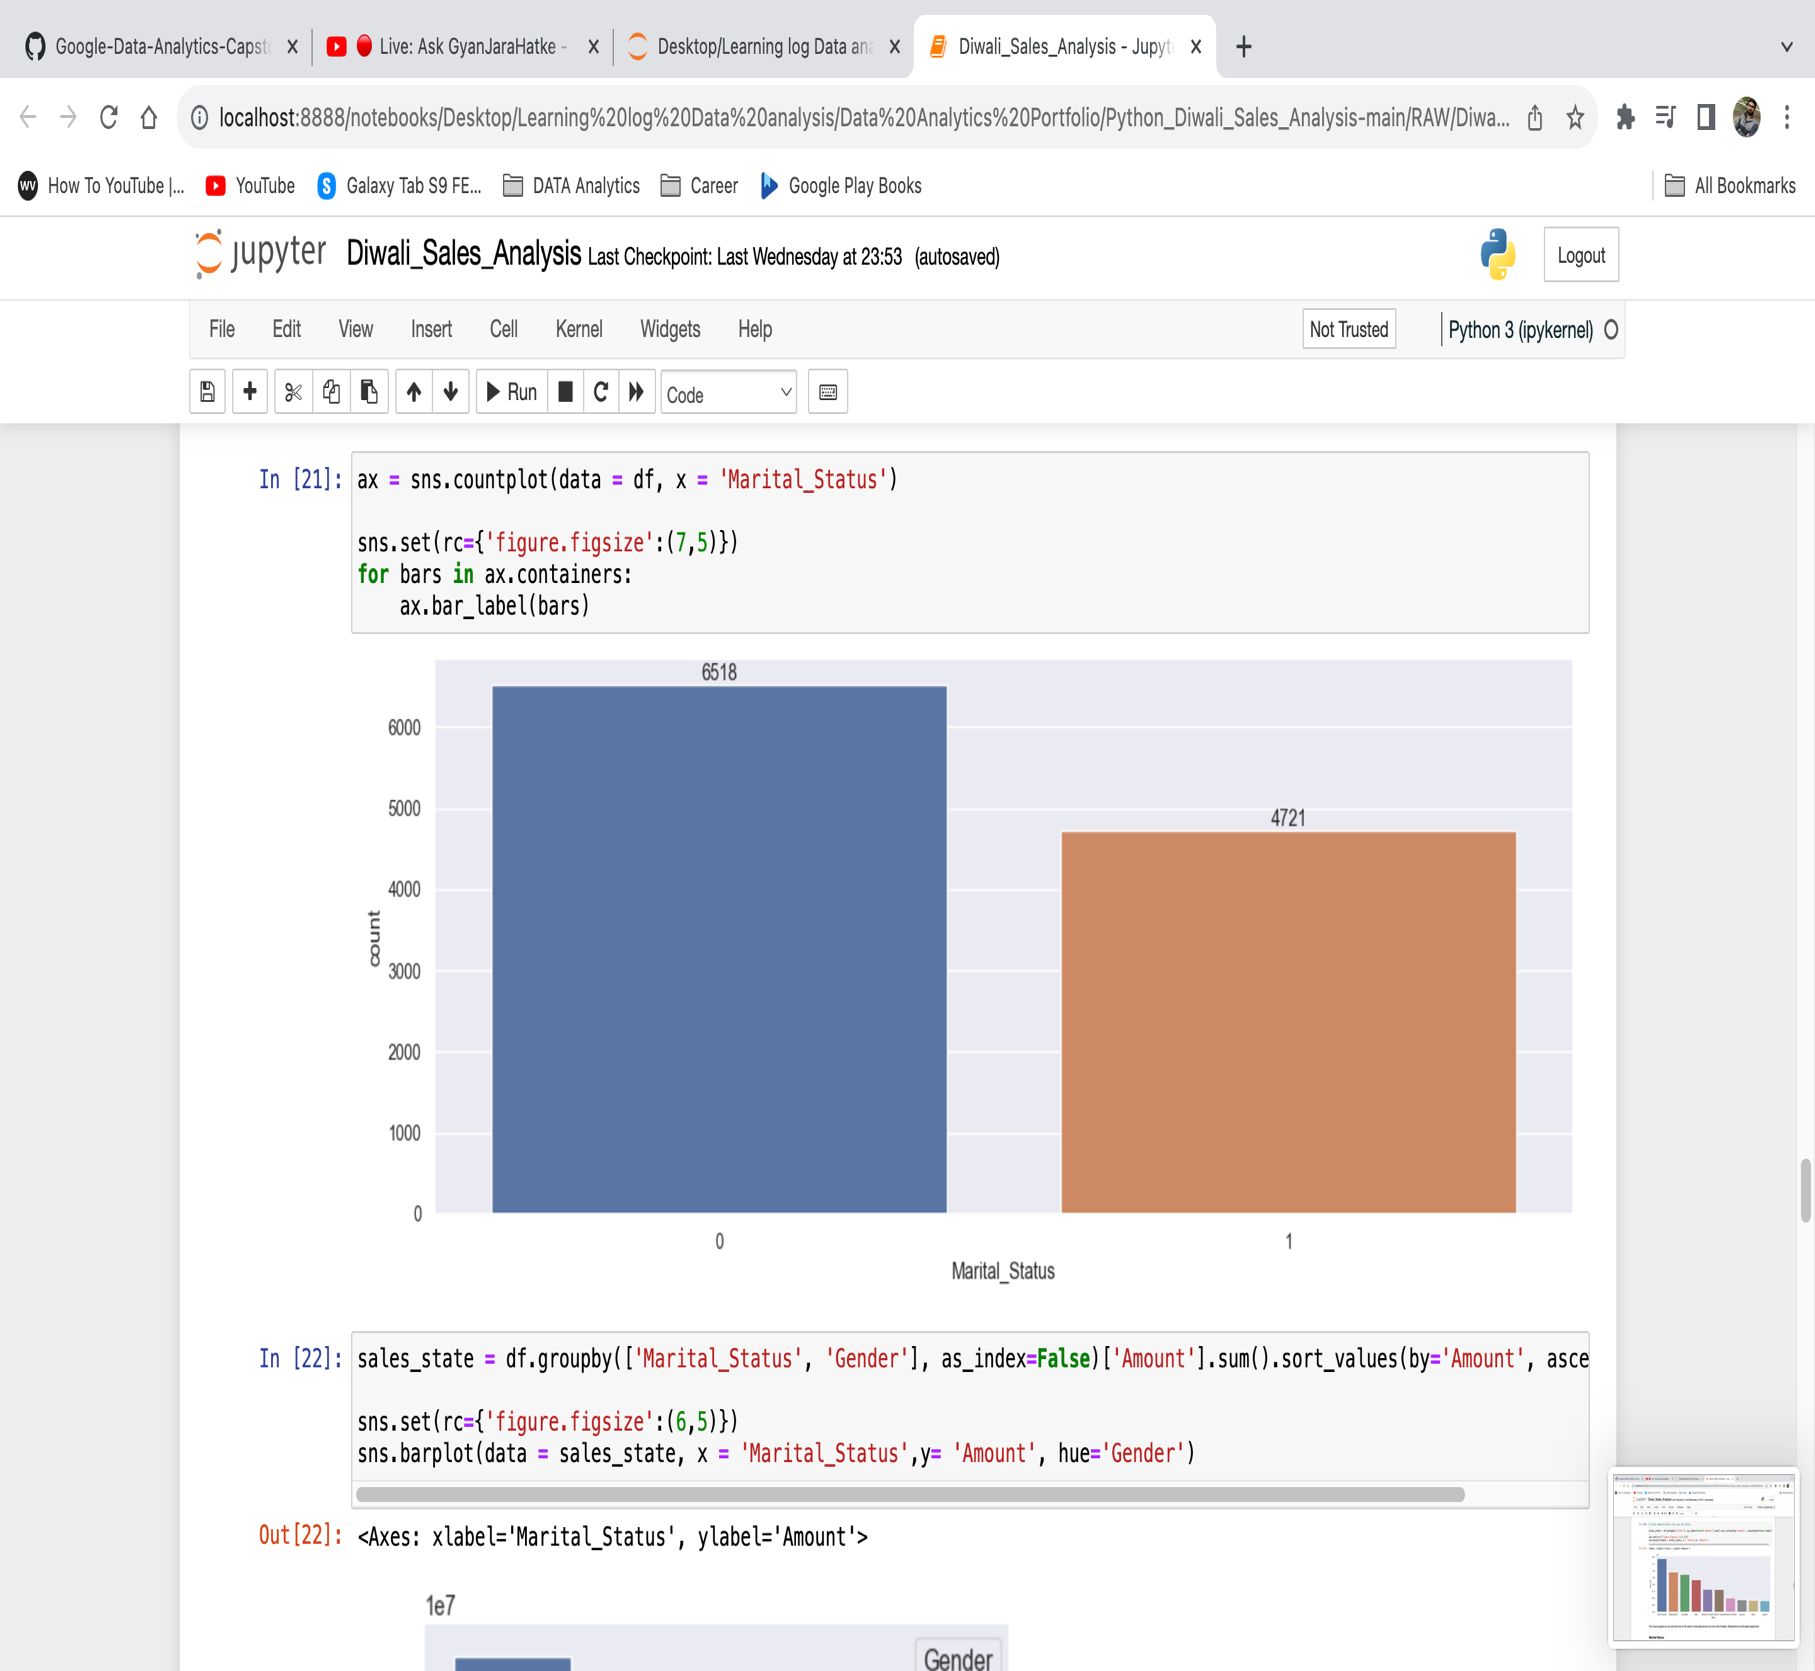 Google-Data-Analytics-Capst
Live: Ask GyanJaraHatke -
Desktop/Learning log Data ana
Diwali_Sales_Analysis - Jupyt
localhost:8888/notebooks/Desktop/Learning%20log%20Data%20analysis/Data%20Analytics%20Portfolio/Python_Diwali_Sales_Analysis-main/RAW/Diwa...
WV How To YouTube |...
YouTube
S Galaxy Tab S9 FE...
DATA Analytics
Career
Google Play Books
All Bookmarks
jupyter Diwali_Sales_Analysis Last Checkpoint: Last Wednesday at 23:53 (autosaved)
Logout
File Edit View Insert Cell Kernel Widgets Help
Not Trusted
Python 3 (ipykernel)
Run
Code
In [21]: ax = sns.countplot(data = df, x = 'Marital_Status')
sns.set(rc={'figure.figsize':(7,5)})
for bars in ax.containers:
    ax.bar_label(bars)
6518
4721
6000
5000
4000
3000
2000
1000
0
count
0 1
Marital_Status
In [22]: sales_state = df.groupby(['Marital_Status', 'Gender'], as_index=False)['Amount'].sum().sort_values(by='Amount', asce
sns.set(rc={'figure.figsize':(6,5)})
sns.barplot(data = sales_state, x = 'Marital_Status',y= 'Amount', hue='Gender')
Out[22]: <Axes: xlabel='Marital_Status', ylabel='Amount'>
1e7
Gender